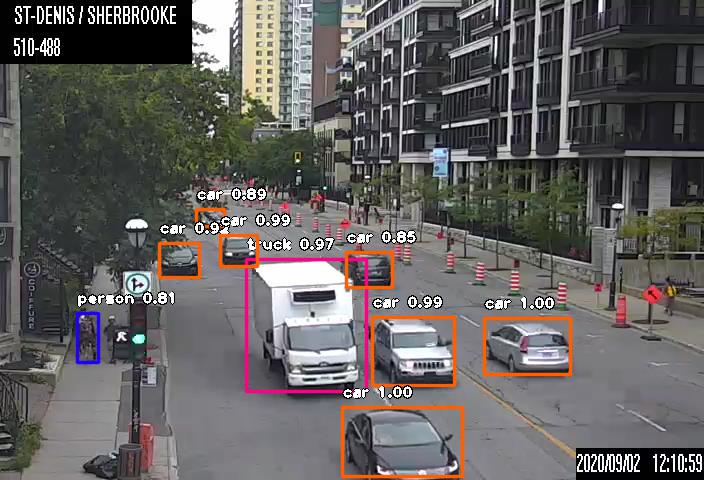 ST-DENIS / SHERBROOKE
510-488
car 0.89
car 0.99
car 0.92
truck 0.97
car 0.85
person 0.81
car 0.99
car 1.00
car 1.00
COIFFURE
2020/09/02 12:10:59